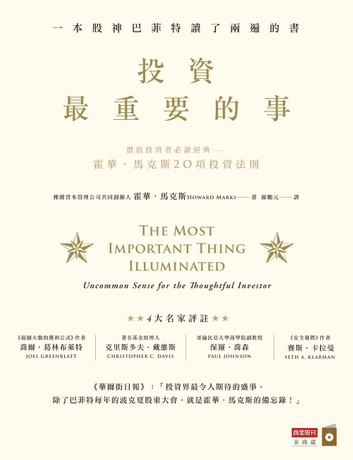 一本股神巴菲特讀了兩遍的書
投資
最重要的事
價值投資者必讀經典——
霍華・馬克斯20項投資法則
橡樹資本管理公司共同創辦人 霍華・馬克斯HOWARD MARKS——著 蘇鵬元——譯
THE MOST
IMPORTANT THING
ILLUMINATED
Uncommon Sense for the Thoughtful Investor
★★4大名家評註★★
《超越大盤的獲利公式》作者
喬爾・葛林布萊特
JOEL GREENBLATT
著名基金經理人
克里斯多夫・戴維斯
CHRISTOPHER C. DAVIS
哥倫比亞大學商學院副教授
保羅・喬森
PAUL JOHNSON
《安全邊際》作者
賽斯・卡拉曼
SETH A. KLARMAN
《華爾街日報》:「投資界最令人期待的盛事,
除了巴菲特每年的波克夏股東大會,就是霍華・馬克斯的備忘錄!」
商業周刊
金商道